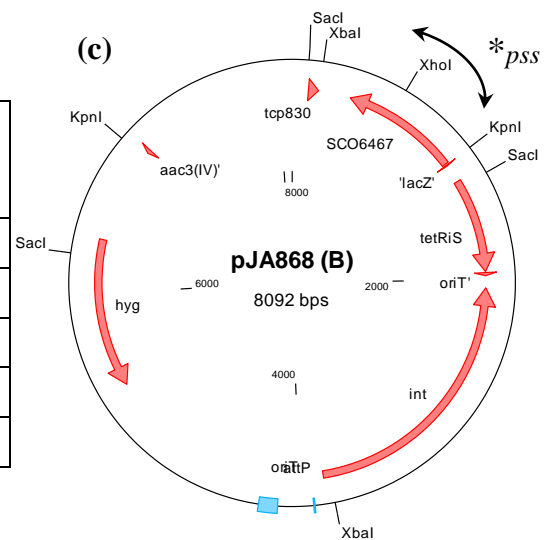 (c)
SacI
XbaI
*pss
XhoI
KpnI
tcp830
KpnI
SCO6467
SacI
aac3(IV)'
'lacZ'
8000
tetRiS
SacI
pJA868 (B)
6000
2000
oriT'
8092 bps
hyg
4000
int
oriT
attP
XbaI